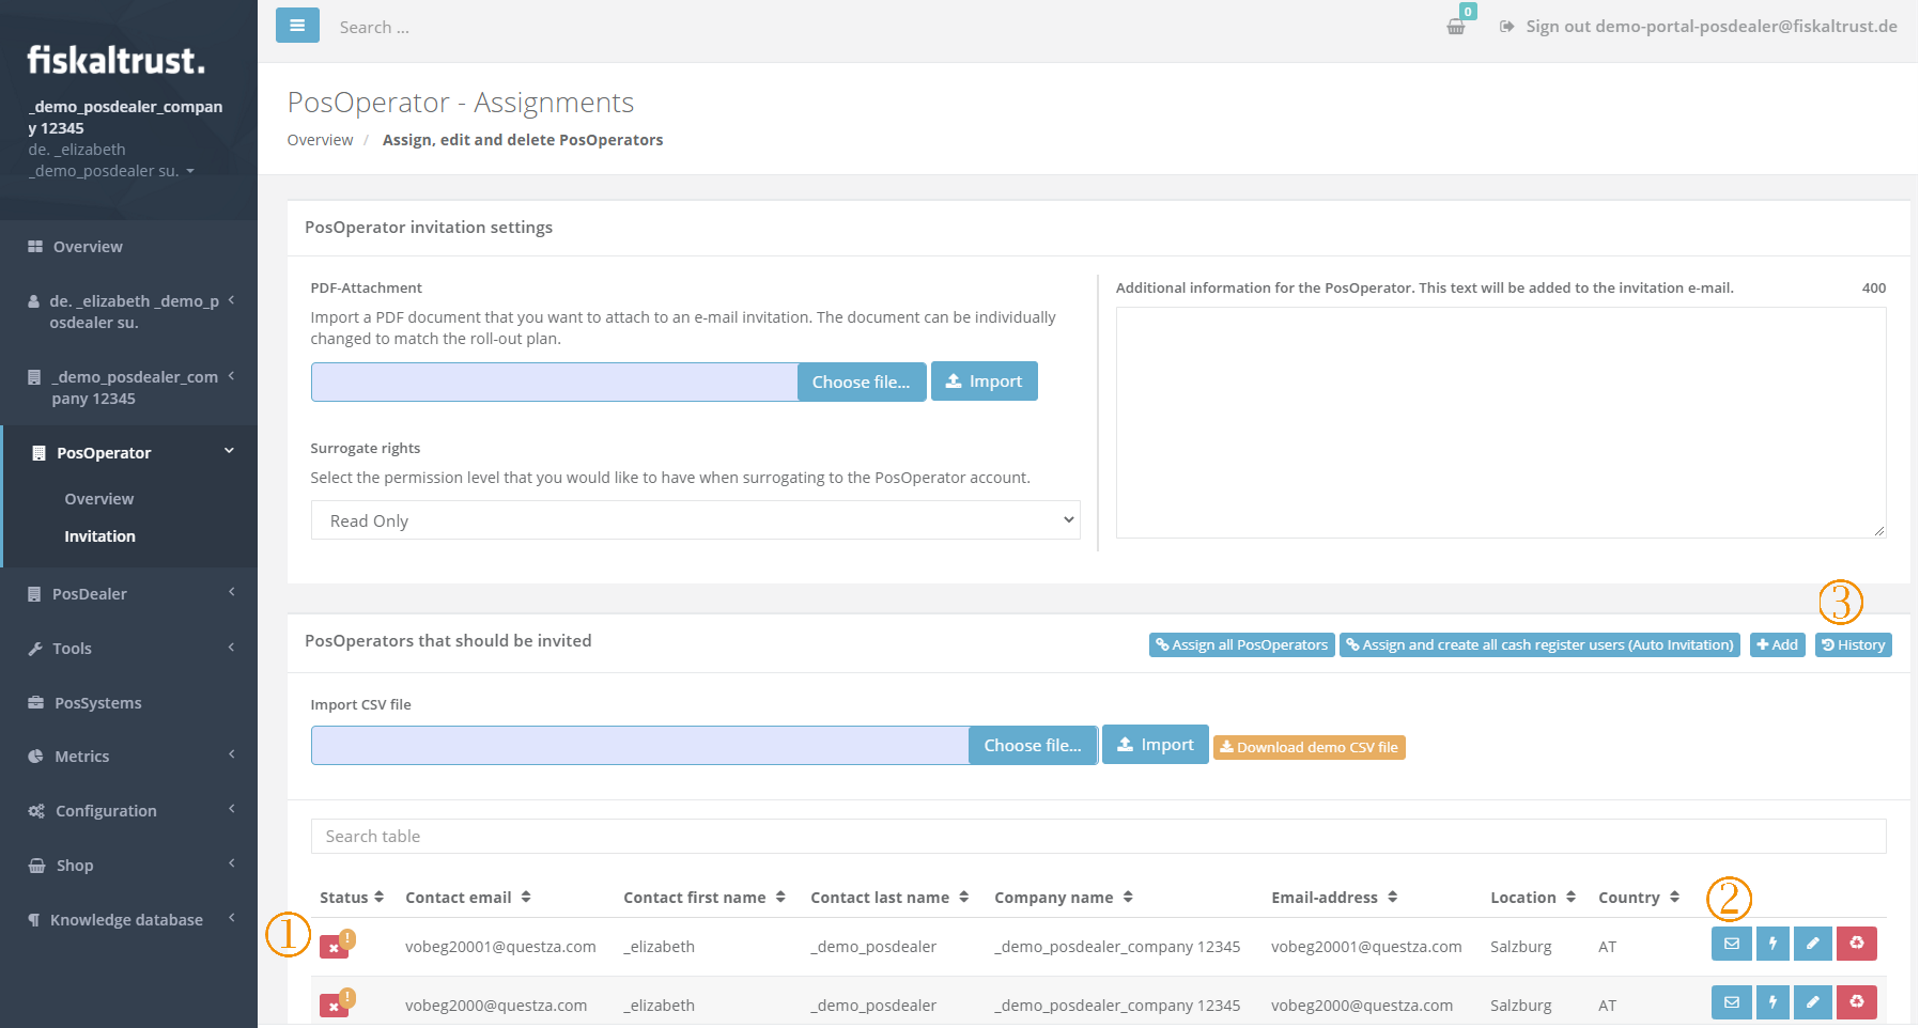 fiskaltrust.
_demo_posdealer_compan
y 12345
de. _elizabeth
_demo_posdealer su.
Overview
de. _elizabeth _demo_p
osdealer su.
_demo_posdealer_com
pany 12345
PosOperator
Overview
Invitation
PosDealer
Tools
PosSystems
Metrics
Configuration
Shop
Knowledge database
Search ...
0
Sign out demo-portal-posdealer@fiskaltrust.de
PosOperator - Assignments
Overview / Assign, edit and delete PosOperators
PosOperator invitation settings
PDF-Attachment
Import a PDF document that you want to attach to an e-mail invitation. The document can be individually
changed to match the roll-out plan.
Choose file... Import
Surrogate rights
Select the permission level that you would like to have when surrogating to the PosOperator account.
Read Only
Additional information for the PosOperator. This text will be added to the invitation e-mail. 400
3
PosOperators that should be invited
Assign all PosOperators Assign and create all cash register users (Auto Invitation) Add History
Import CSV file
Choose file... Import Download demo CSV file
Search table
Status Contact email Contact first name Contact last name Company name Email-address Location Country 2
1 ! vobeg20001@questza.com _elizabeth _demo_posdealer _demo_posdealer_company 12345 vobeg20001@questza.com Salzburg AT
! vobeg2000@questza.com _elizabeth _demo_posdealer _demo_posdealer_company 12345 vobeg2000@questza.com Salzburg AT